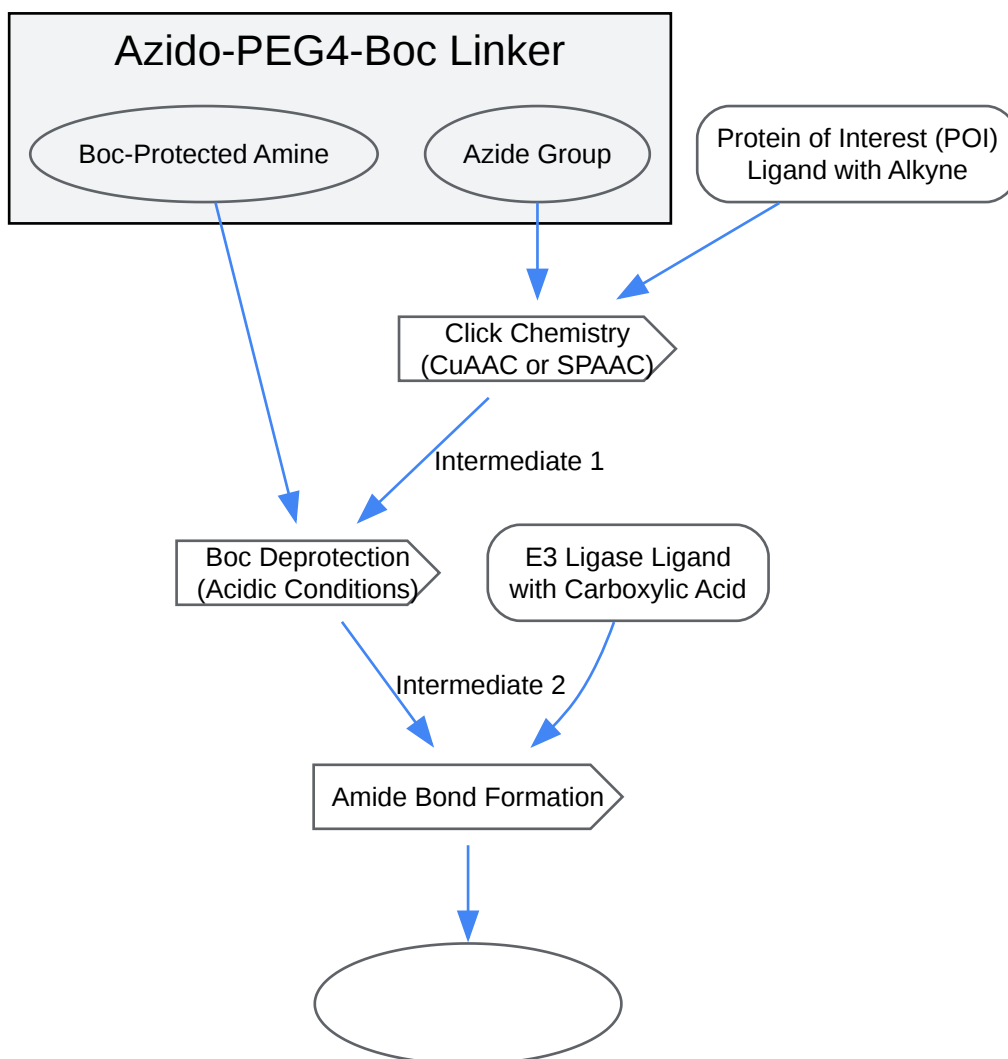 Azido-PEG4-Boc Linker
Boc-Protected Amine
Azide Group
Protein of Interest (POI)
Ligand with Alkyne
Click Chemistry
(CuAAC or SPAAC)
Intermediate 1
Boc Deprotection
(Acidic Conditions)
E3 Ligase Ligand
with Carboxylic Acid
Intermediate 2
Amide Bond Formation